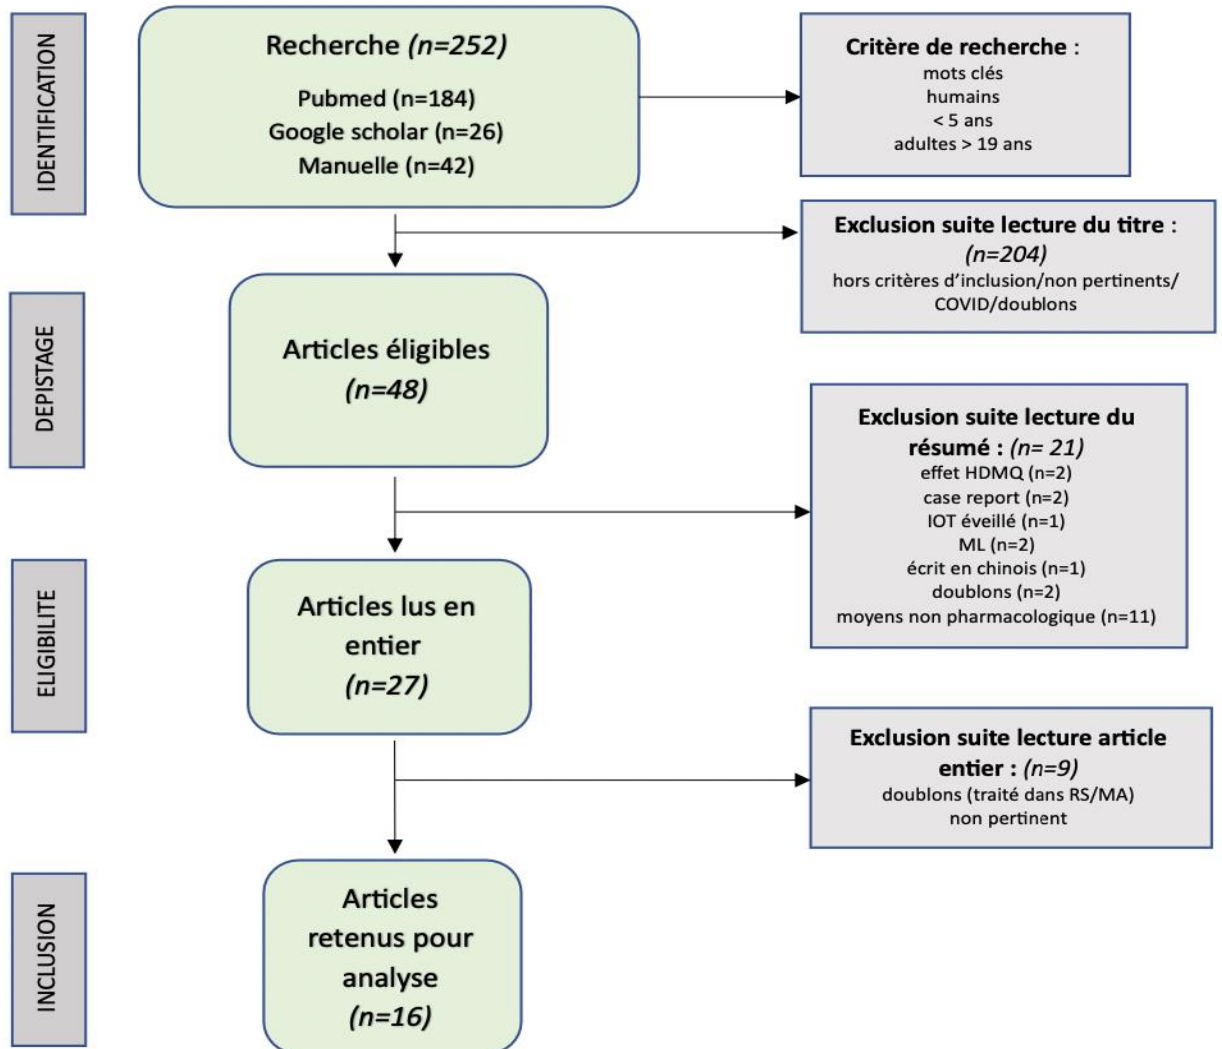 IDENTIFICATION
Recherche (n=252)
Pubmed (n=184)
Google scholar (n=26)
Manuelle (n=42)
Critère de recherche :
mots clés
humains
< 5 ans
adultes > 19 ans
Exclusion suite lecture du titre :
(n=204)
hors critères d'inclusion/non pertinents/
COVID/doublons
DEPISTAGE
Articles éligibles
(n=48)
Exclusion suite lecture du
résumé : (n= 21)
effet HDMQ (n=2)
case report (n=2)
IOT éveillé (n=1)
ML (n=2)
écrit en chinois (n=1)
doublons (n=2)
moyens non pharmacologique (n=11)
ELIGIBILITE
Articles lus en
entier
(n=27)
Exclusion suite lecture article
entier : (n=9)
doublons (traité dans RS/MA)
non pertinent
INCLUSION
Articles
retenus pour
analyse
(n=16)